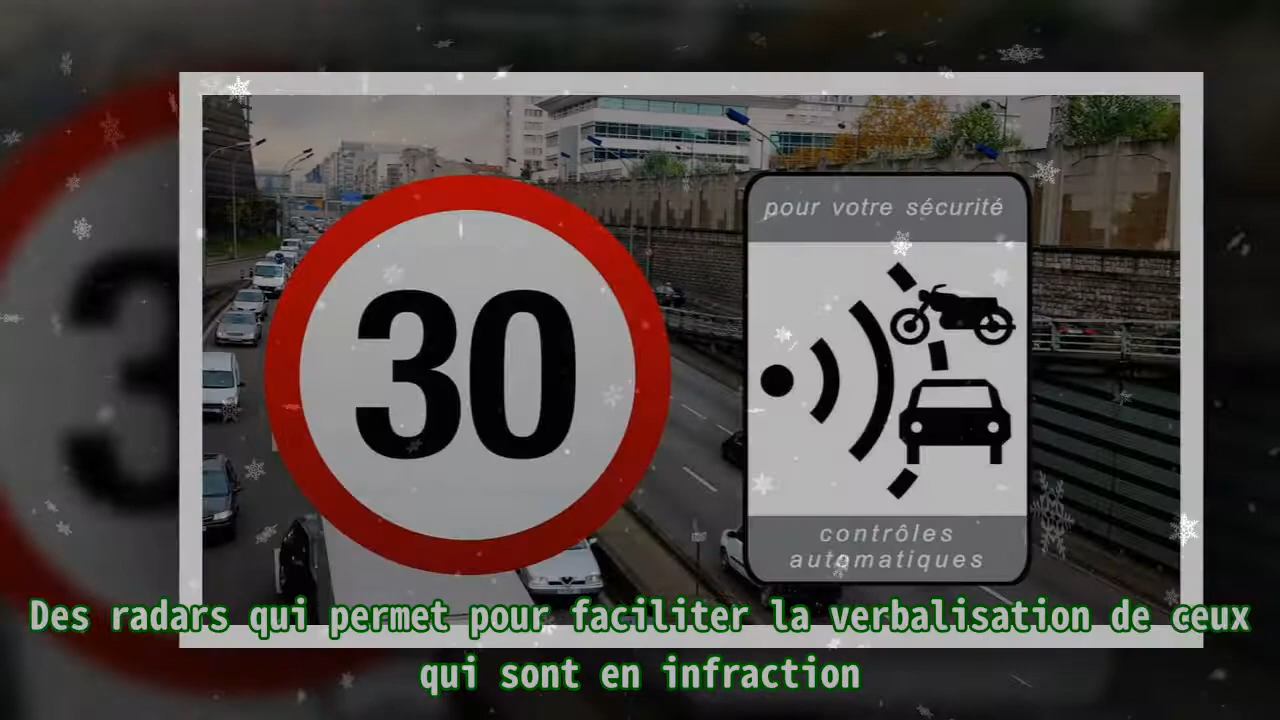 pour votre sécurité
30
contrôles
automatiques
Des radars qui permet pour faciliter la verbalisation de ceux
qui sont en infraction